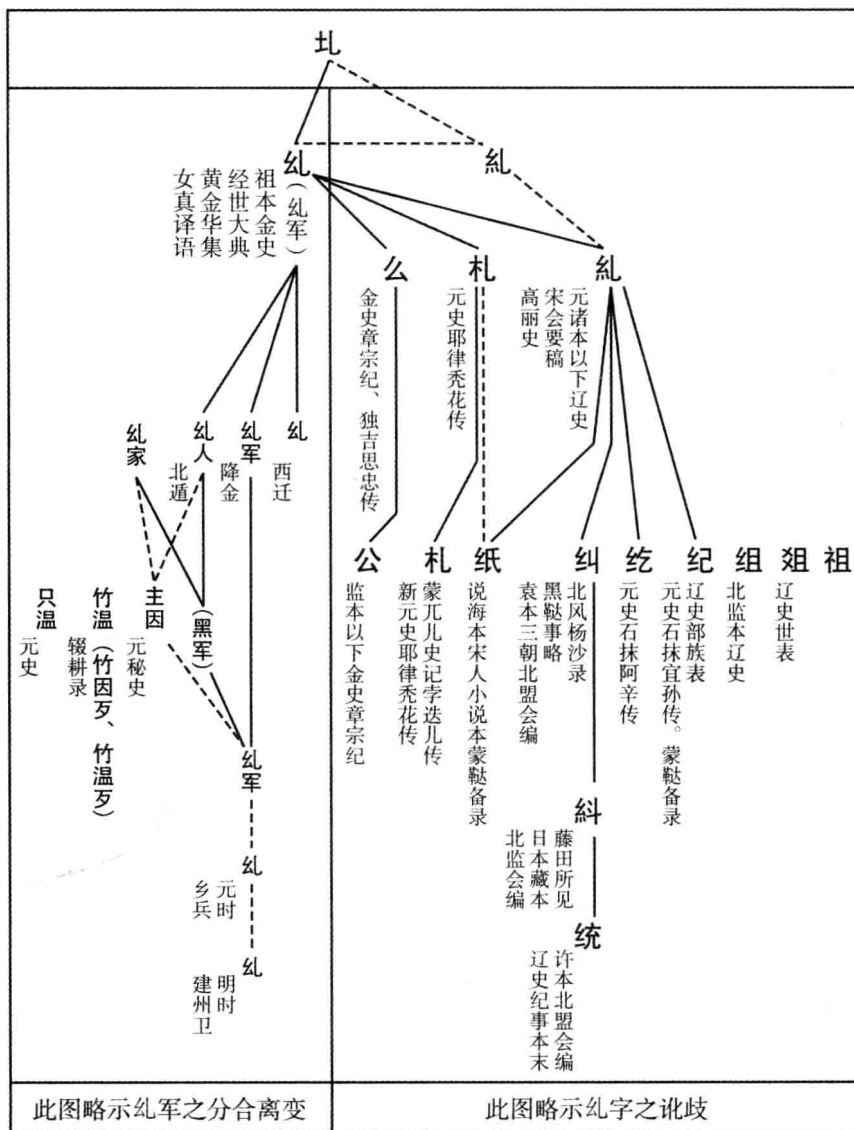 圠
乣（乣军）
祖本金史
经世大典
黄金华集
女真译语
糺
么
金史章宗纪、独吉思忠传
札
元史耶律秃花传
糺
元诸本以下辽史
宋会要稿
高丽史
乣
西迁
乣军
降金
乣人
北遁
乣家
（黑军）
主因
元秘史
竹温（竹因歹、竹温歹）
辍耕录
只温
元史
乣军
乣
元时
乡兵
乣
明时
建州卫
祖
爼
辽史世表
组
北监本辽史
纪
辽史部族表
元史石抹宜孙传。蒙鞑备录
纥
元史石抹阿辛传
纠
北风杨沙录
黑鞑事略
袁本三朝北盟会编
纸
说海本宋人小说本蒙鞑备录
札
蒙兀儿史记孛迭儿传
新元史耶律秃花传
公
监本以下金史章宗纪
紏
藤田所见
日本藏本
北监会编
统
许本北盟会编
辽史纪事本末
此图略示乣军之分合离变
此图略示乣字之讹歧